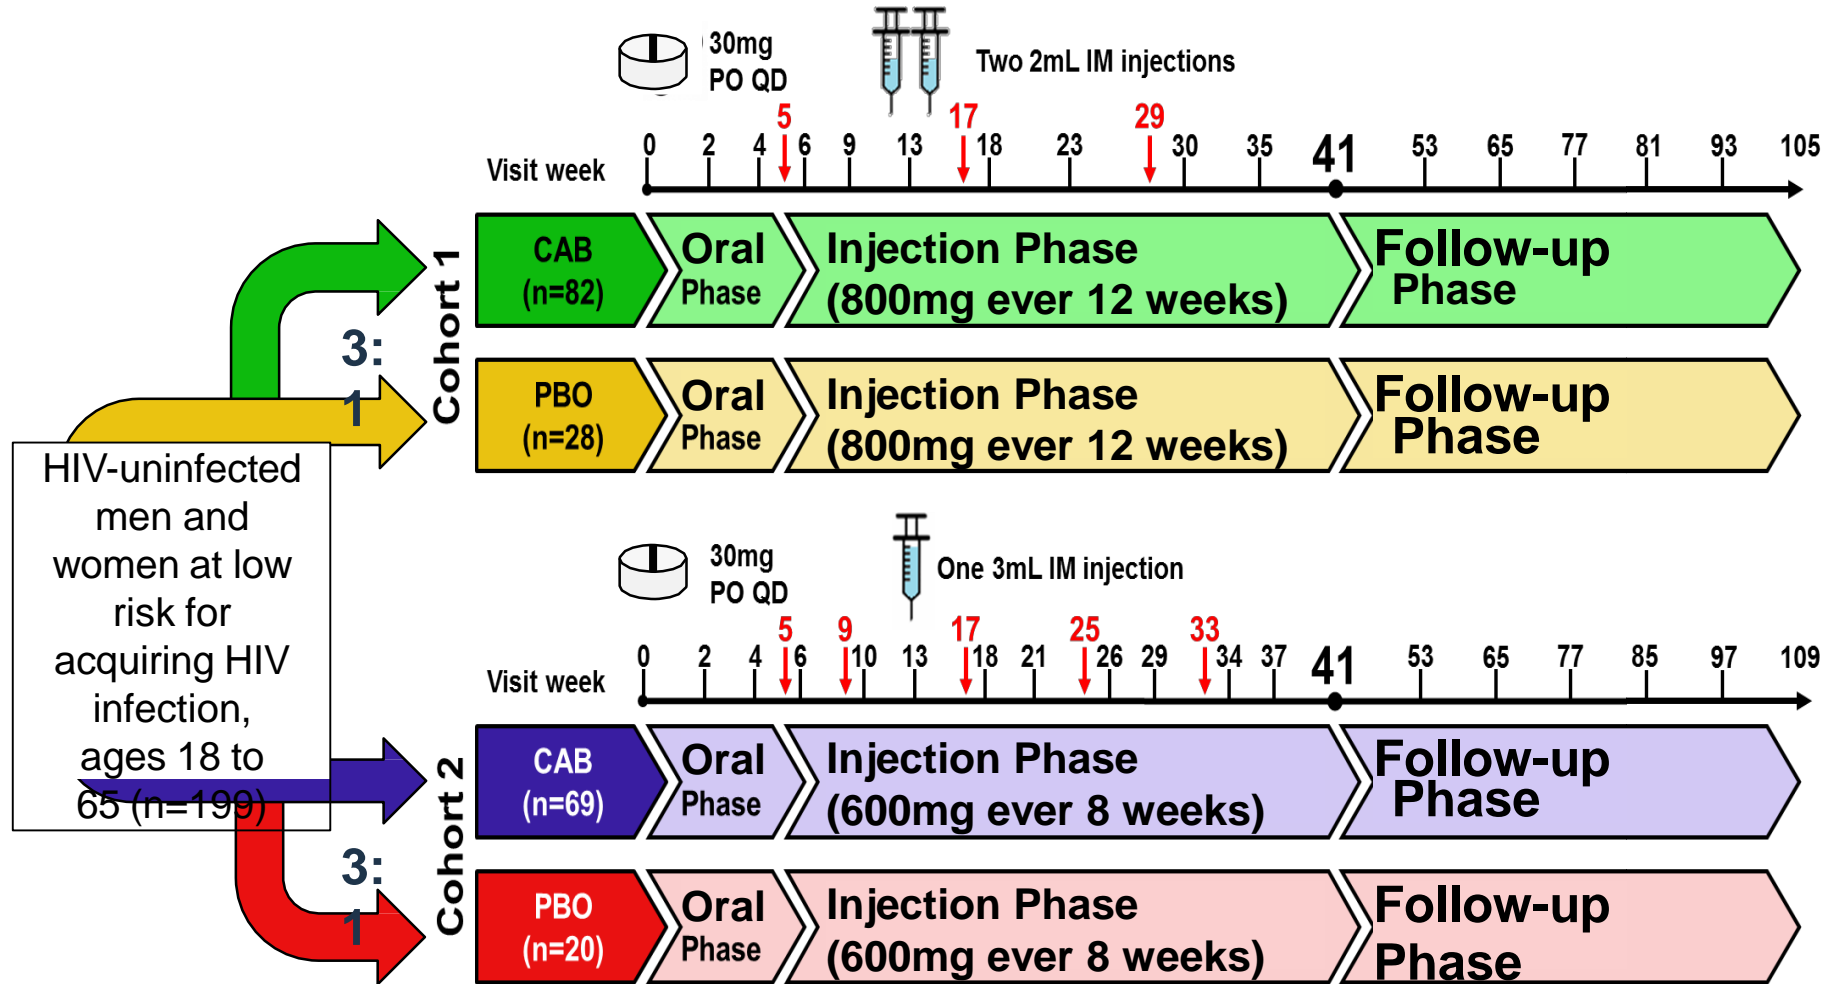 30mg
PO QD
Two 2mL IM injections
5 17 29
Visit week
0 2 4 6 9 13 18 23 30 35 41 53 65 77 81 93 105
Cohort 1
3:
1
CAB
(n=82)
Oral
Phase
Injection Phase
(800mg ever 12 weeks)
Follow-up
Phase
PBO
(n=28)
Oral
Phase
Injection Phase
(800mg ever 12 weeks)
Follow-up
Phase
HIV-uninfected
men and
women at low
risk for
acquiring HIV
infection,
ages 18 to
65 (n=199)
30mg
PO QD
One 3mL IM injection
5 9 17 25 33
Visit week
0 2 4 6 10 13 18 21 26 29 34 37 41 53 65 77 85 97 109
Cohort 2
3:
1
CAB
(n=69)
Oral
Phase
Injection Phase
(600mg ever 8 weeks)
Follow-up
Phase
PBO
(n=20)
Oral
Phase
Injection Phase
(600mg ever 8 weeks)
Follow-up
Phase